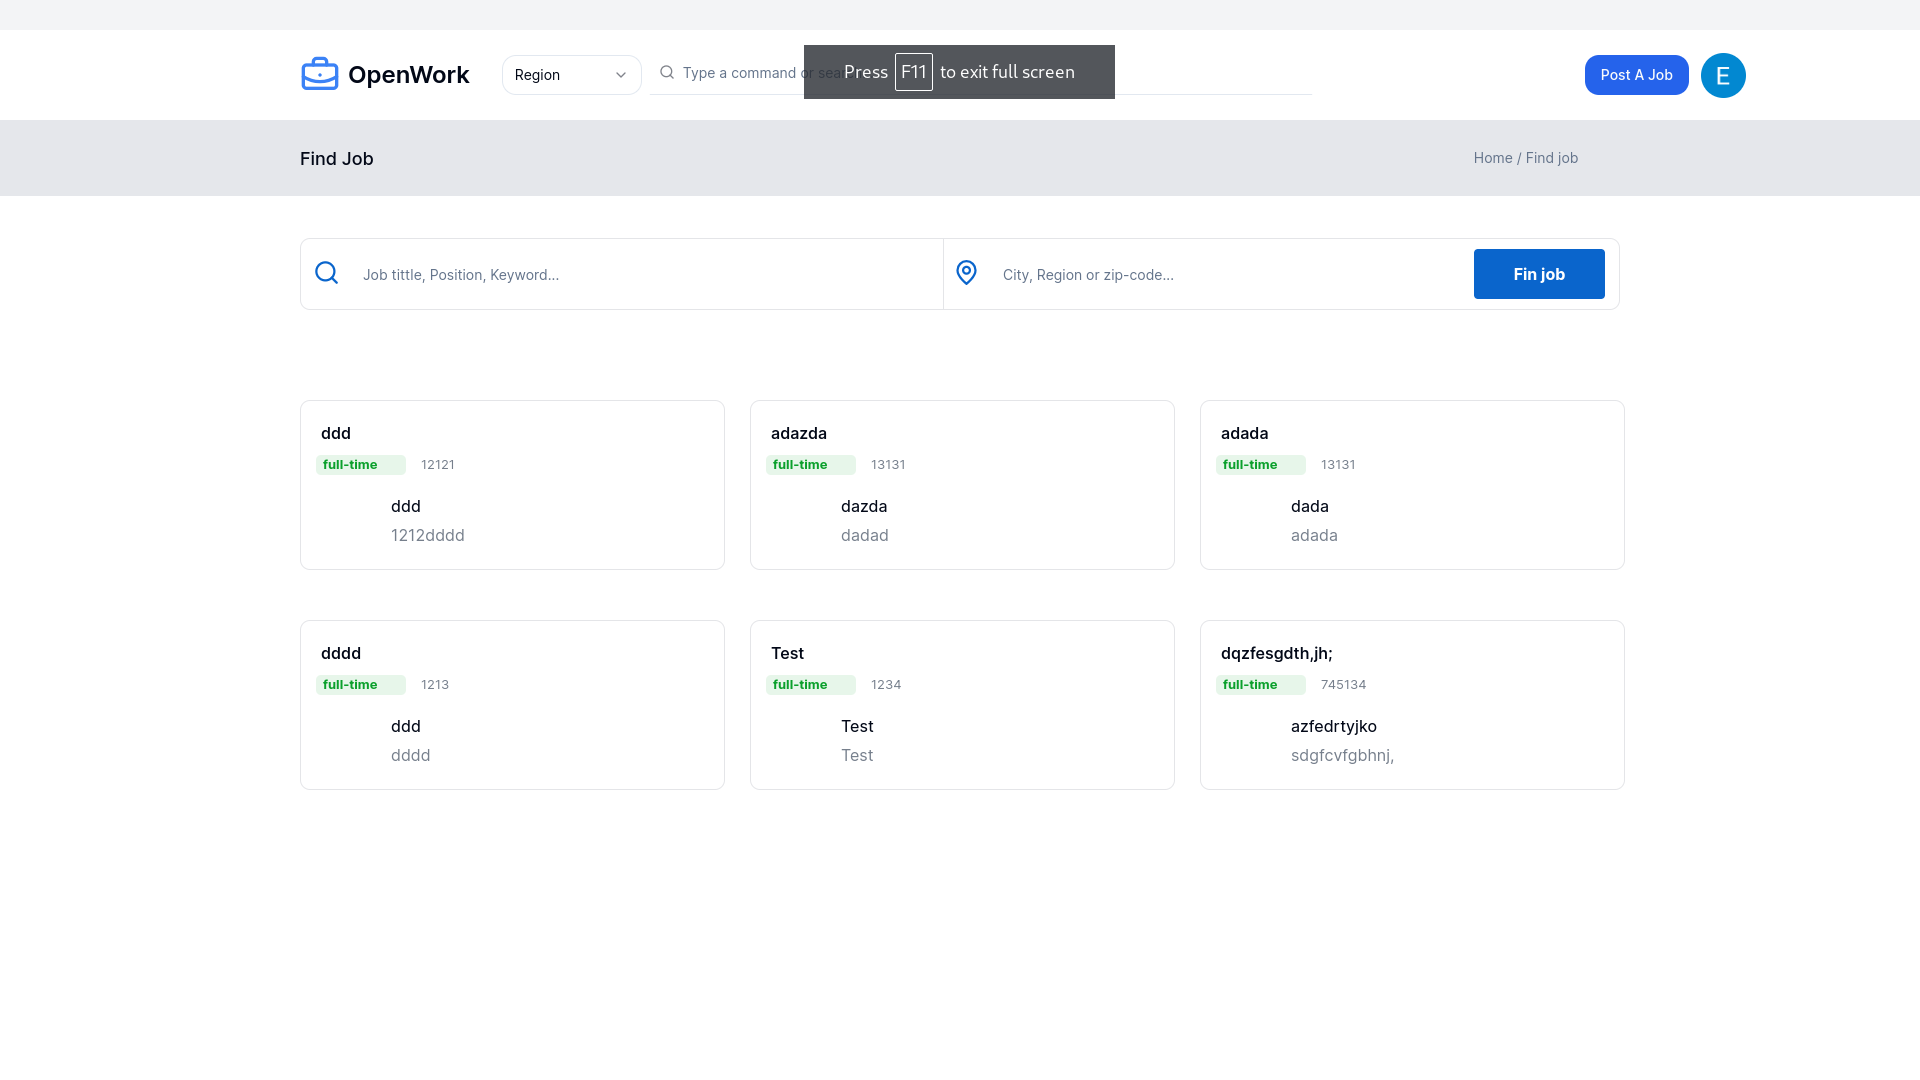 OpenWork
Region
Type a command or sea
Press F11 to exit full screen
Post A Job
E
Find Job
Home / Find job
Job tittle, Position, Keyword...
City, Region or zip-code...
Fin job
ddd
full-time 12121
ddd
1212dddd
adazda
full-time 13131
dazda
dadad
adada
full-time 13131
dada
adada
dddd
full-time 1213
ddd
dddd
Test
full-time 1234
Test
Test
dqzfesgdth,jh;
full-time 745134
azfedrtyjko
sdgfcvfgbhnj,